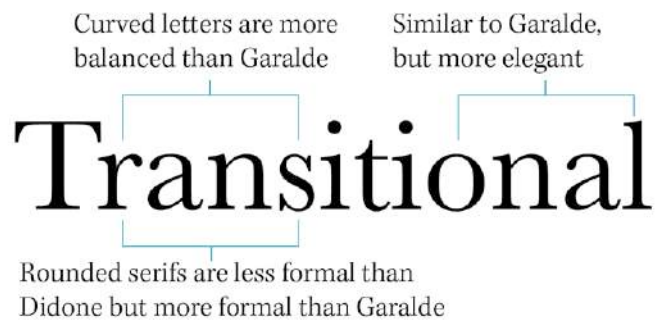 Curved letters are more
balanced than Garalde
Similar to Garalde,
but more elegant
Transitional
Rounded serifs are less formal than
Didone but more formal than Garalde